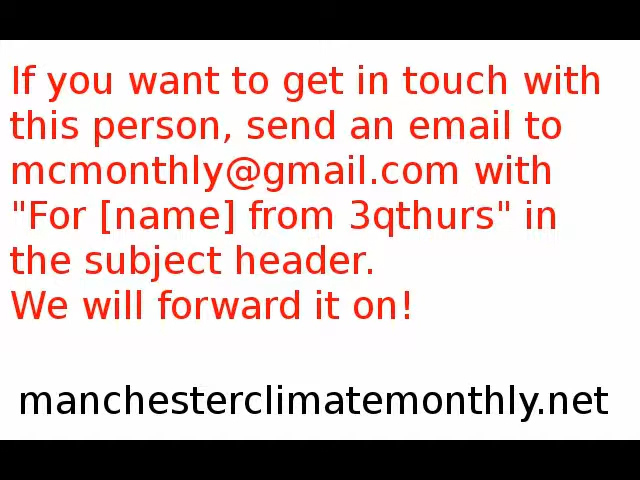 If you want to get in touch with
this person, send an email to
mcmonthly@gmail.com with
"For [name] from 3qthurs" in
the subject header.
We will forward it on!
manchesterclimatemonthly.net